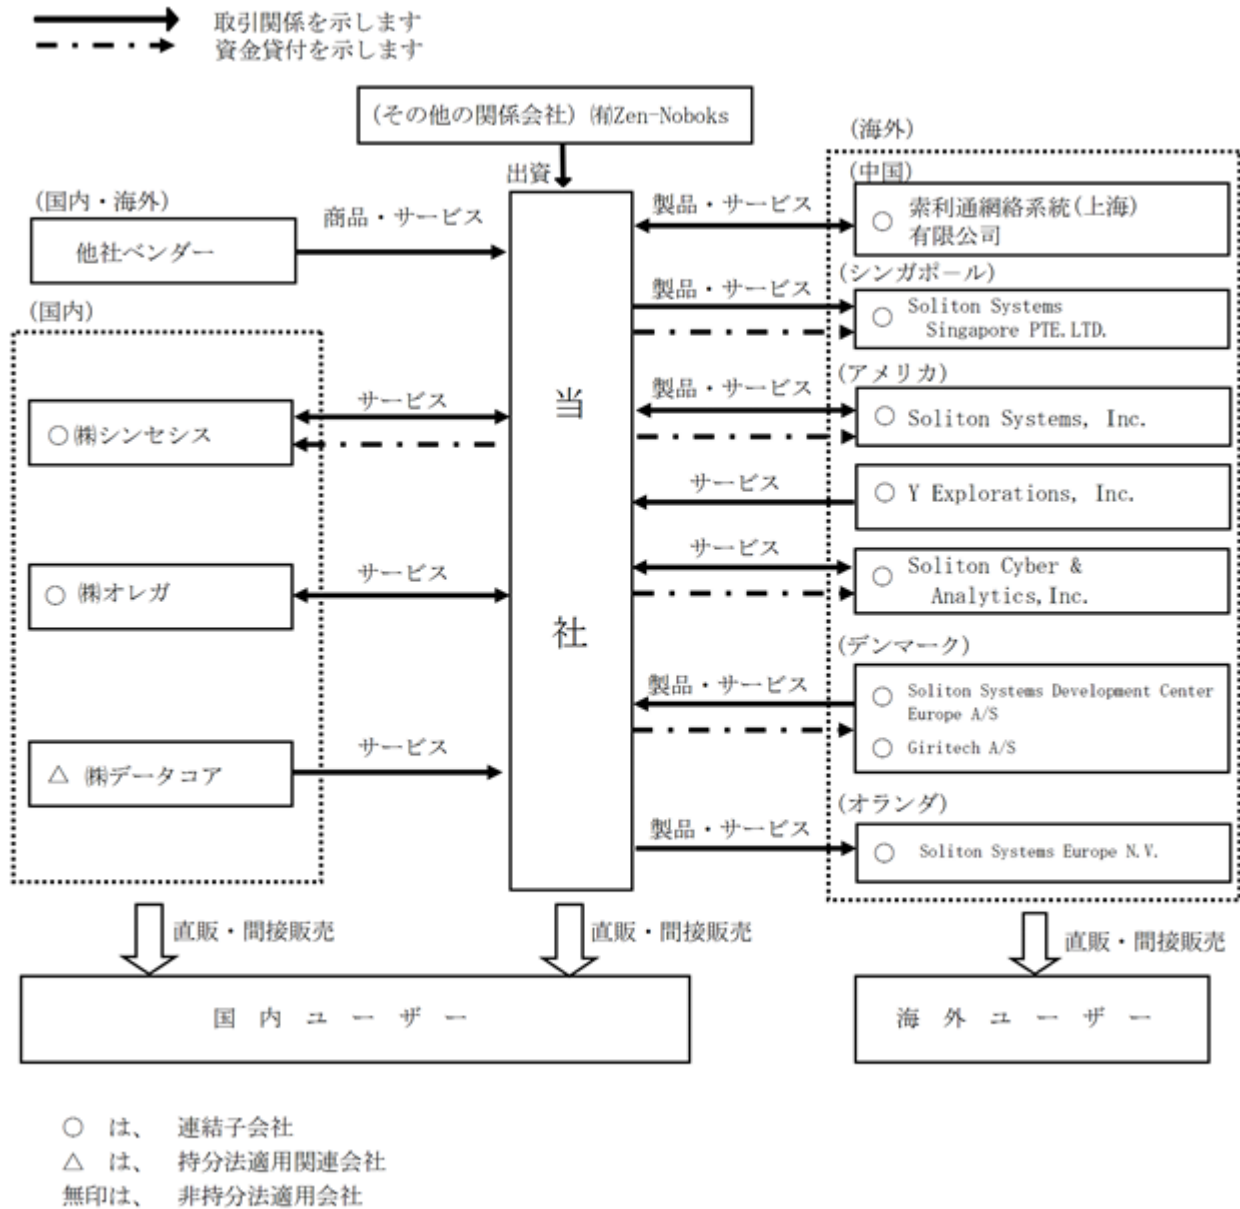 取引関係を示します
資金貸付を示します
(その他の関係会社) ㈲Zen-Noboks
出資
(国内・海外)
他社ベンダー
商品・サービス
(国内)
○㈱シンセシス
サービス
○ ㈱オレガ
サービス
△ ㈱データコア
サービス
当
社
(海外)
(中国)
製品・サービス
○ 索利通網絡系統(上海)
有限公司
(シンガポール)
製品・サービス
○ Soliton Systems
Singapore PTE.LTD.
(アメリカ)
製品・サービス
○ Soliton Systems, Inc.
サービス
○ Y Explorations, Inc.
サービス
○ Soliton Cyber &
Analytics,Inc.
(デンマーク)
製品・サービス
○ Soliton Systems Development Center
Europe A/S
○ Giritech A/S
(オランダ)
製品・サービス
○ Soliton Systems Europe N.V.
直販・間接販売
直販・間接販売
直販・間接販売
国内ユーザー
海外ユーザー
○ は、 連結子会社
△ は、 持分法適用関連会社
無印は、 非持分法適用会社